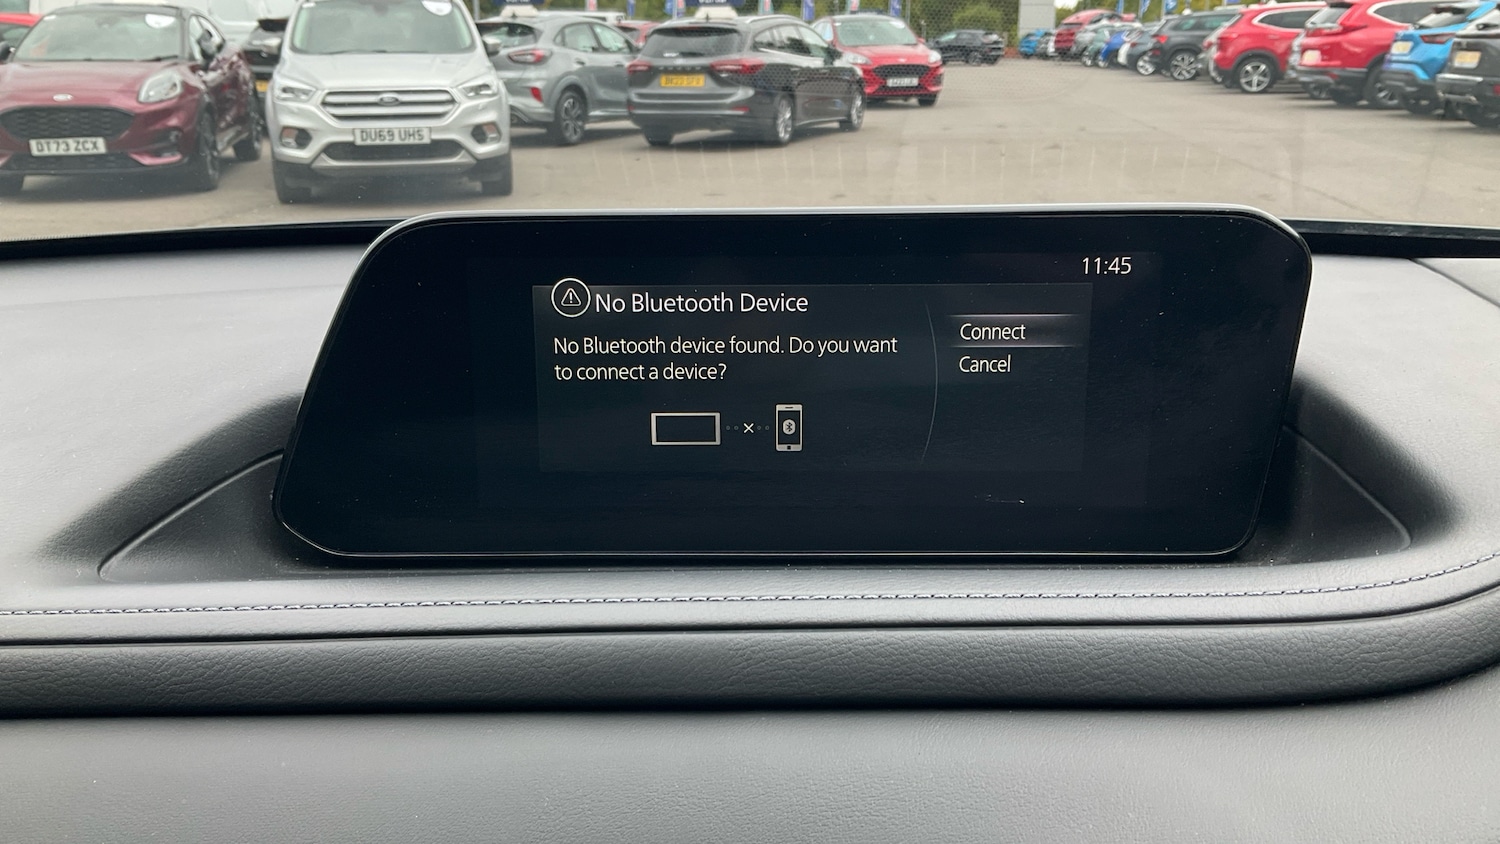 DT73 ZCX
DU69 UHS
11:45
No Bluetooth Device
No Bluetooth device found. Do you want
to connect a device?
Connect
Cancel